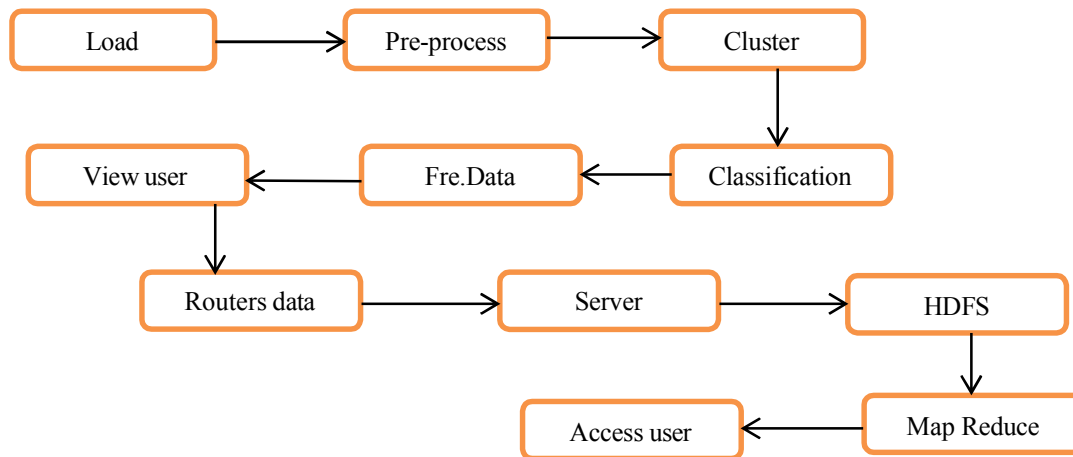 Load
Pre-process
Cluster
Classification
Fre.Data
View user
Routers data
Server
HDFS
Map Reduce
Access user